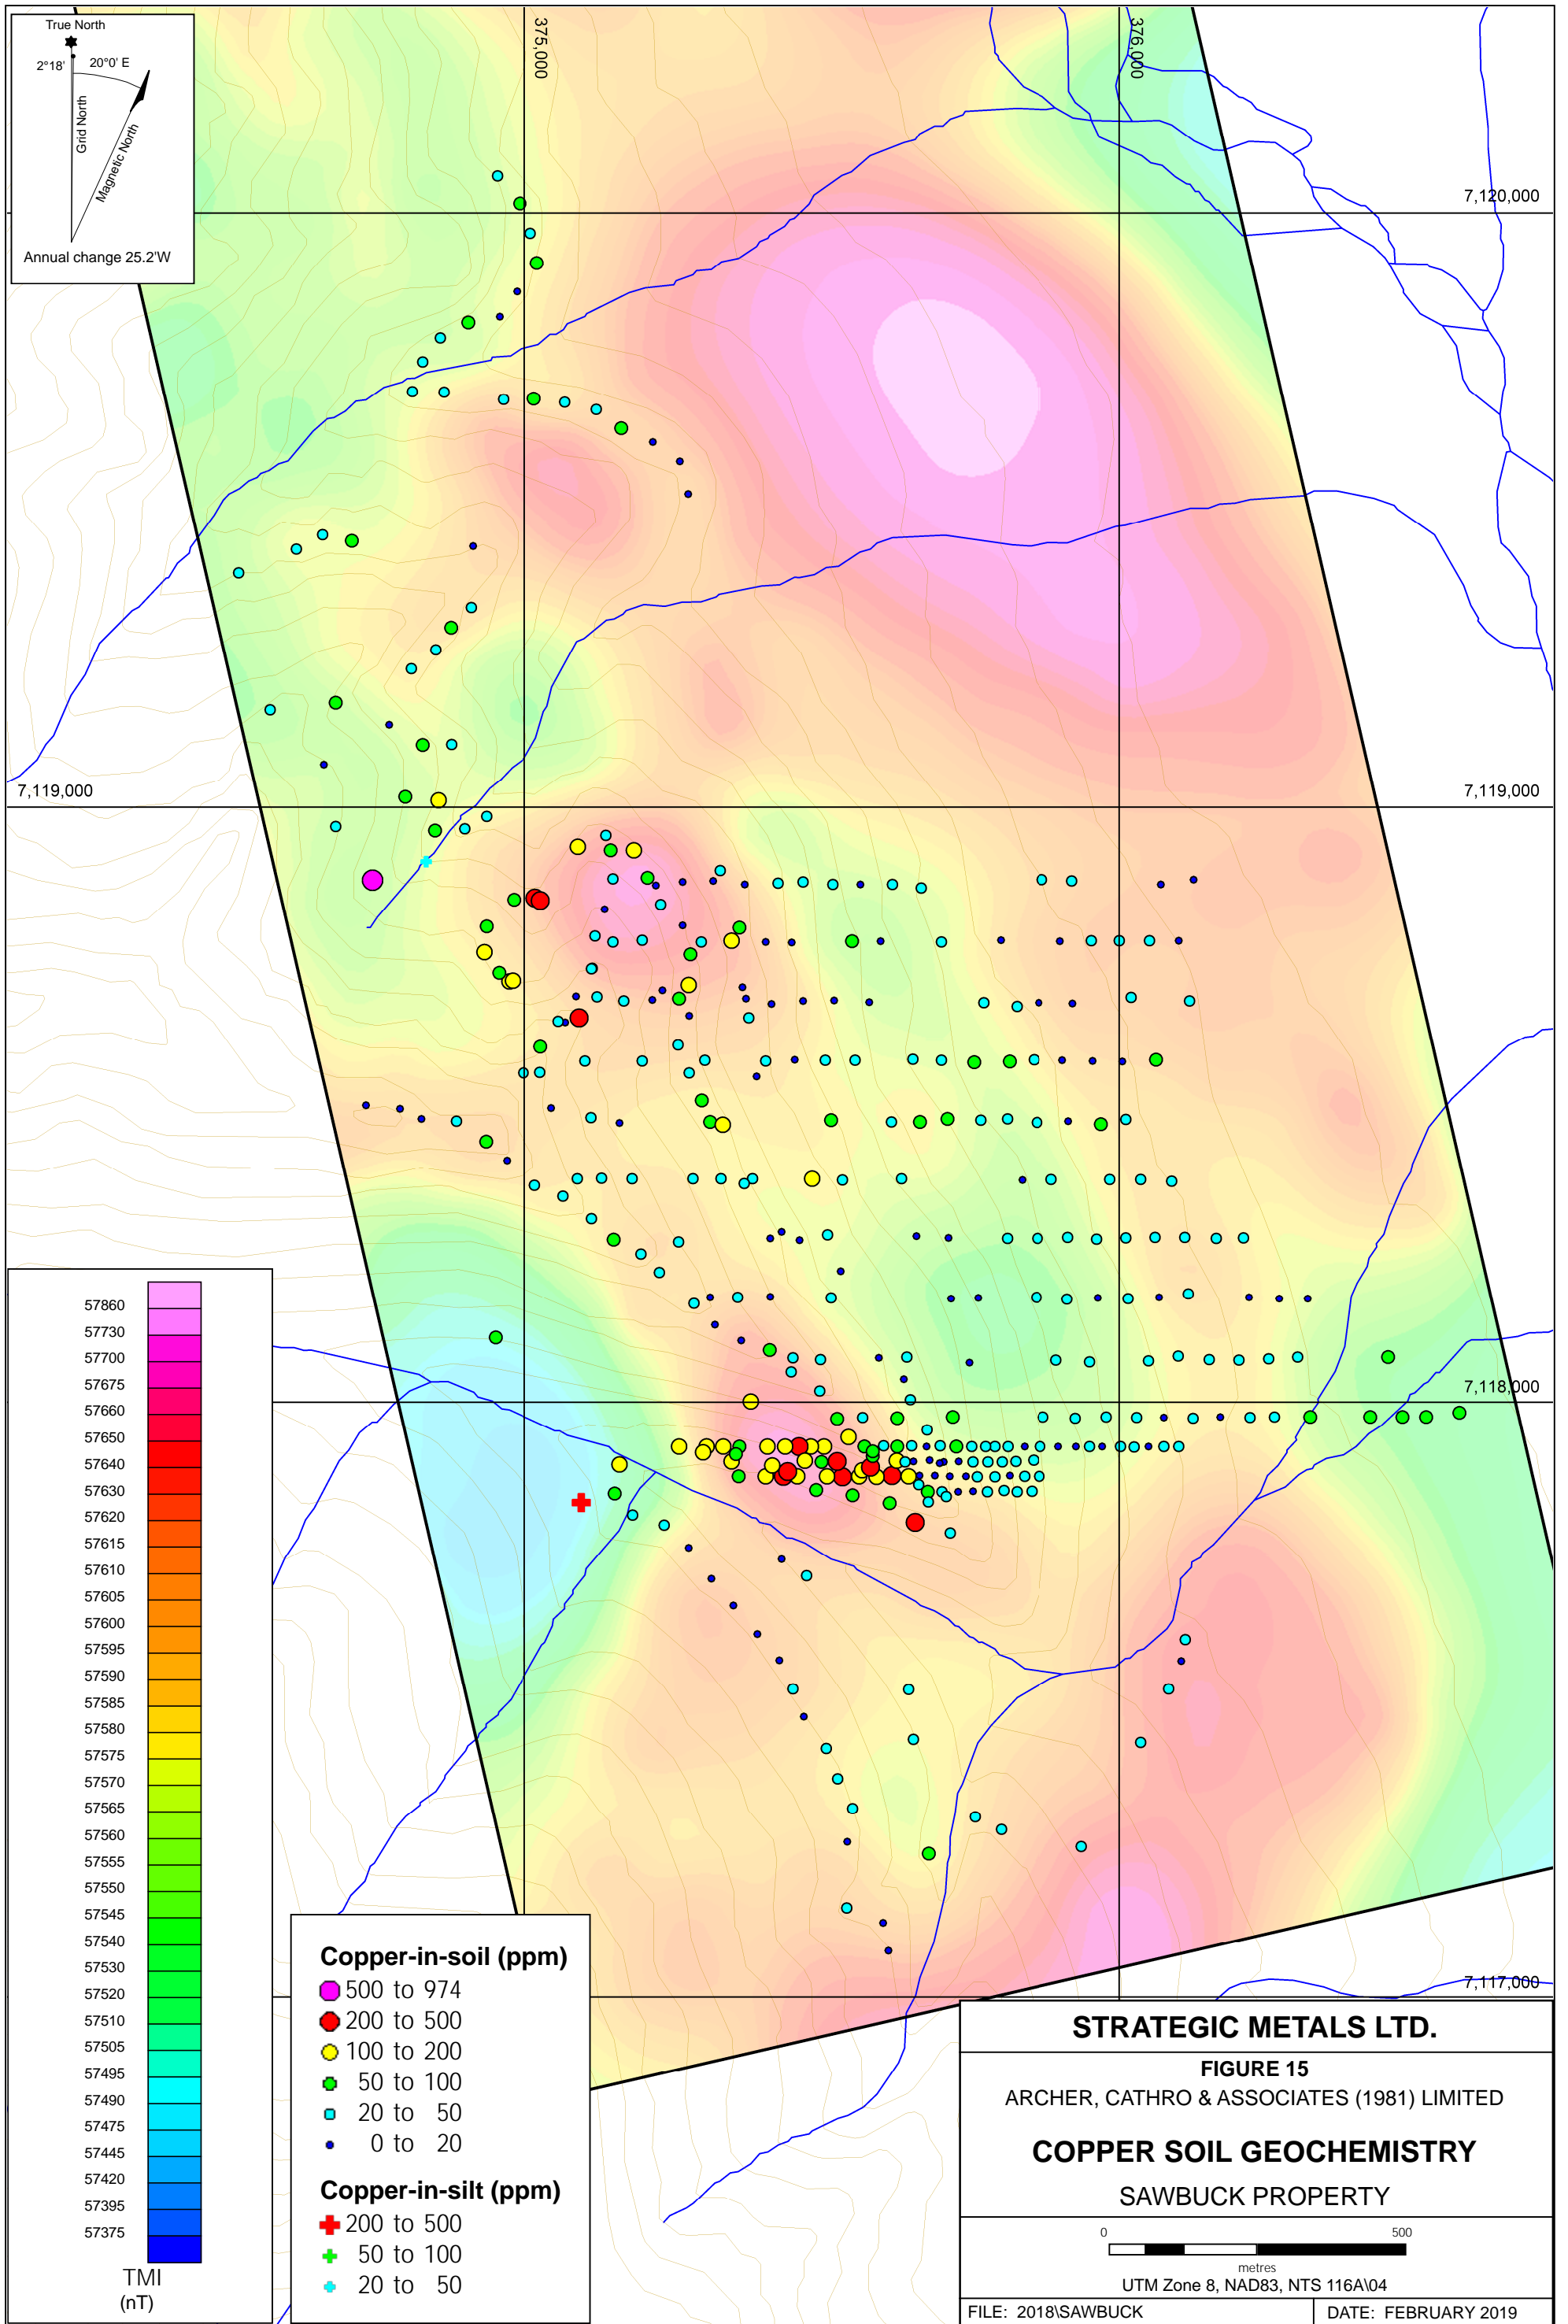 True North
2°18'
20°0' E
Grid North
Magnetic North
Annual change 25.2'W
375,000
376,000
7,120,000
7,119,000
7,119,000
7,118,000
7,117,000
57860
57730
57700
57675
57660
57650
57640
57630
57620
57615
57610
57605
57600
57595
57590
57585
57580
57575
57570
57565
57560
57555
57550
57545
57540
57530
57520
57510
57505
57495
57490
57475
57445
57420
57395
57375
TMI
(nT)
Copper-in-soil (ppm)
500 to 974
200 to 500
100 to 200
50 to 100
20 to 50
0 to 20
Copper-in-silt (ppm)
200 to 500
50 to 100
20 to 50
STRATEGIC METALS LTD.
FIGURE 15
ARCHER, CATHRO & ASSOCIATES (1981) LIMITED
COPPER SOIL GEOCHEMISTRY
SAWBUCK PROPERTY
0 500
metres
UTM Zone 8, NAD83, NTS 116A\04
FILE: 2018\SAWBUCK
DATE: FEBRUARY 2019